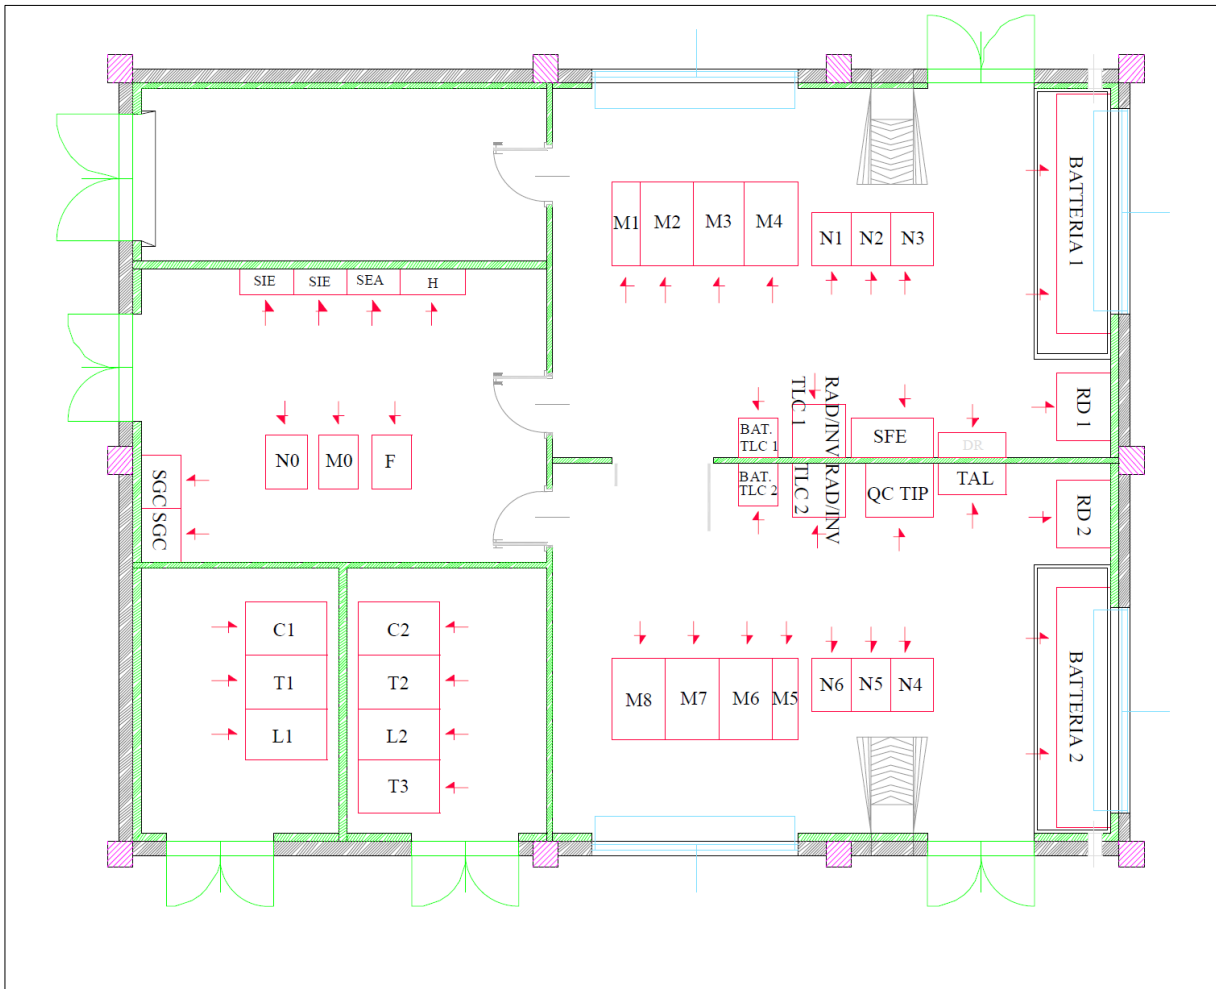 M1 M2 M3 M4
N1 N2 N3
BATTERIA 1
SIE SIE SEA H
RD 1
BAT.
TLC 1
RAD/INV
TLC 1
SFE
DR
N0 M0 F
SGC
SGC
BAT.
TLC 2
RAD/INV
TLC 2
QC TIP
TAL
RD 2
C1
T1
L1
C2
T2
L2
T3
M8 M7 M6 M5
N6 N5 N4
BATTERIA 2